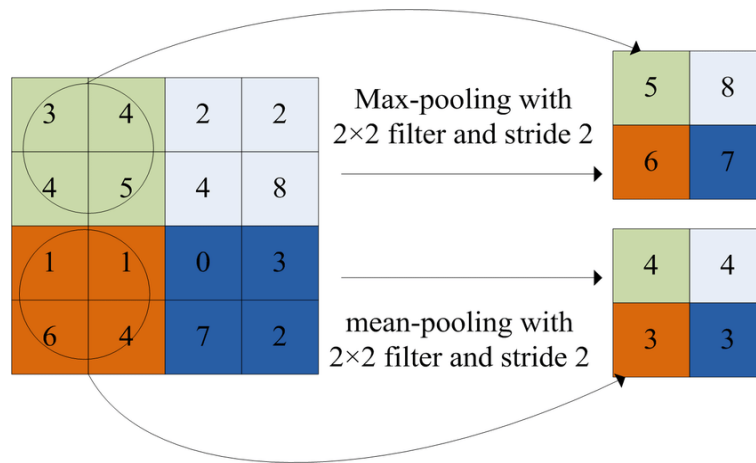 3 4 2 2
4 5 4 8
1 1 0 3
6 4 7 2
Max-pooling with
2×2 filter and stride 2
mean-pooling with
2×2 filter and stride 2
5 8
6 7
4 4
3 3